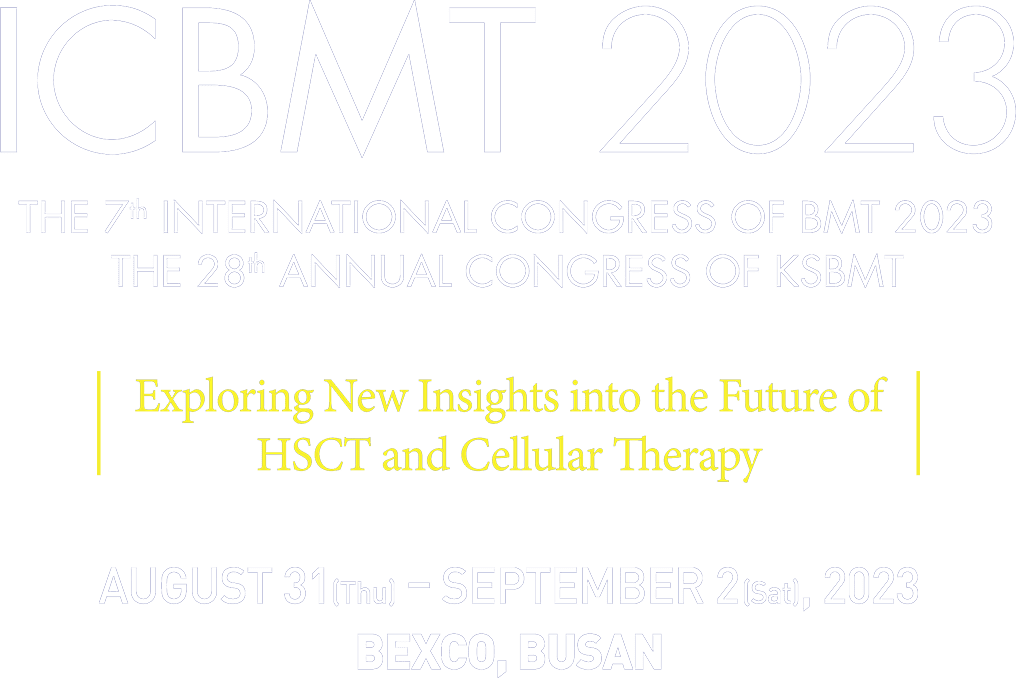 ICBMT 2023
THE 7th INTERNATIONAL CONGRESS OF BMT 2023
THE 28th ANNUAL CONGRESS OF KSBMT
Exploring New Insights into the Future of
HSCT and Cellular Therapy
AUGUST 31(Thu) – SEPTEMBER 2(Sat), 2023
BEXCO, BUSAN